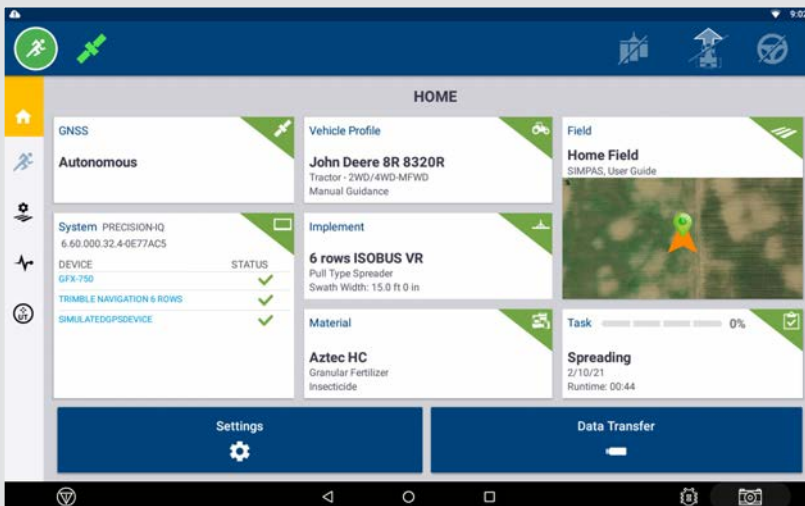 9:02
HOME
GNSS
Autonomous
Vehicle Profile
John Deere 8R 8320R
Tractor - 2WD/4WD-MFWD
Manual Guidance
Field
Home Field
SIMPAS, User Guide
System PRECISION-IQ
6.60.000.32.4-0E77AC5
DEVICE STATUS
GFX-750
TRIMBLE NAVIGATION 6 ROWS
SIMULATEDGPSDEVICE
Implement
6 rows ISOBUS VR
Pull Type Spreader
Swath Width: 15.0 ft 0 in
Material
Aztec HC
Granular Fertilizer
Insecticide
Task 0%
Spreading
2/10/21
Runtime: 00:44
UT
Settings
Data Transfer